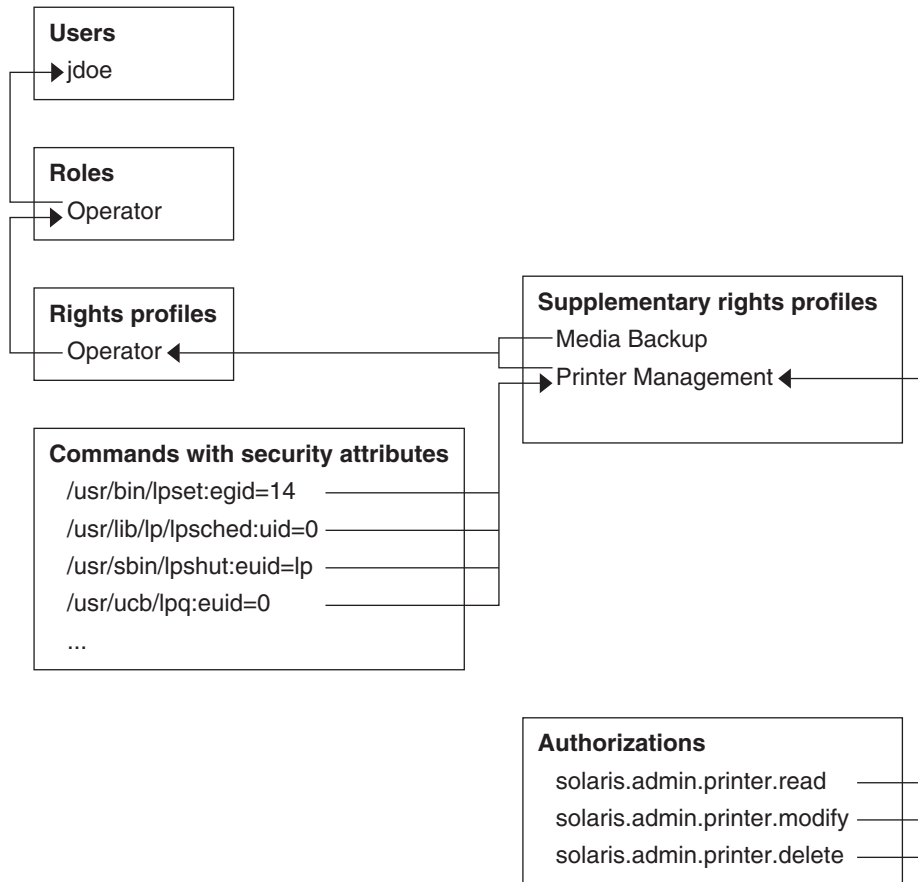 Users
jdoe
Roles
Operator
Rights profiles
Operator
Supplementary rights profiles
Media Backup
Printer Management
Commands with security attributes
/usr/bin/lpset:egid=14
/usr/lib/lp/lpsched:uid=0
/usr/sbin/lpshut:euid=lp
/usr/ucb/lpq:euid=0
...
Authorizations
solaris.admin.printer.read
solaris.admin.printer.modify
solaris.admin.printer.delete